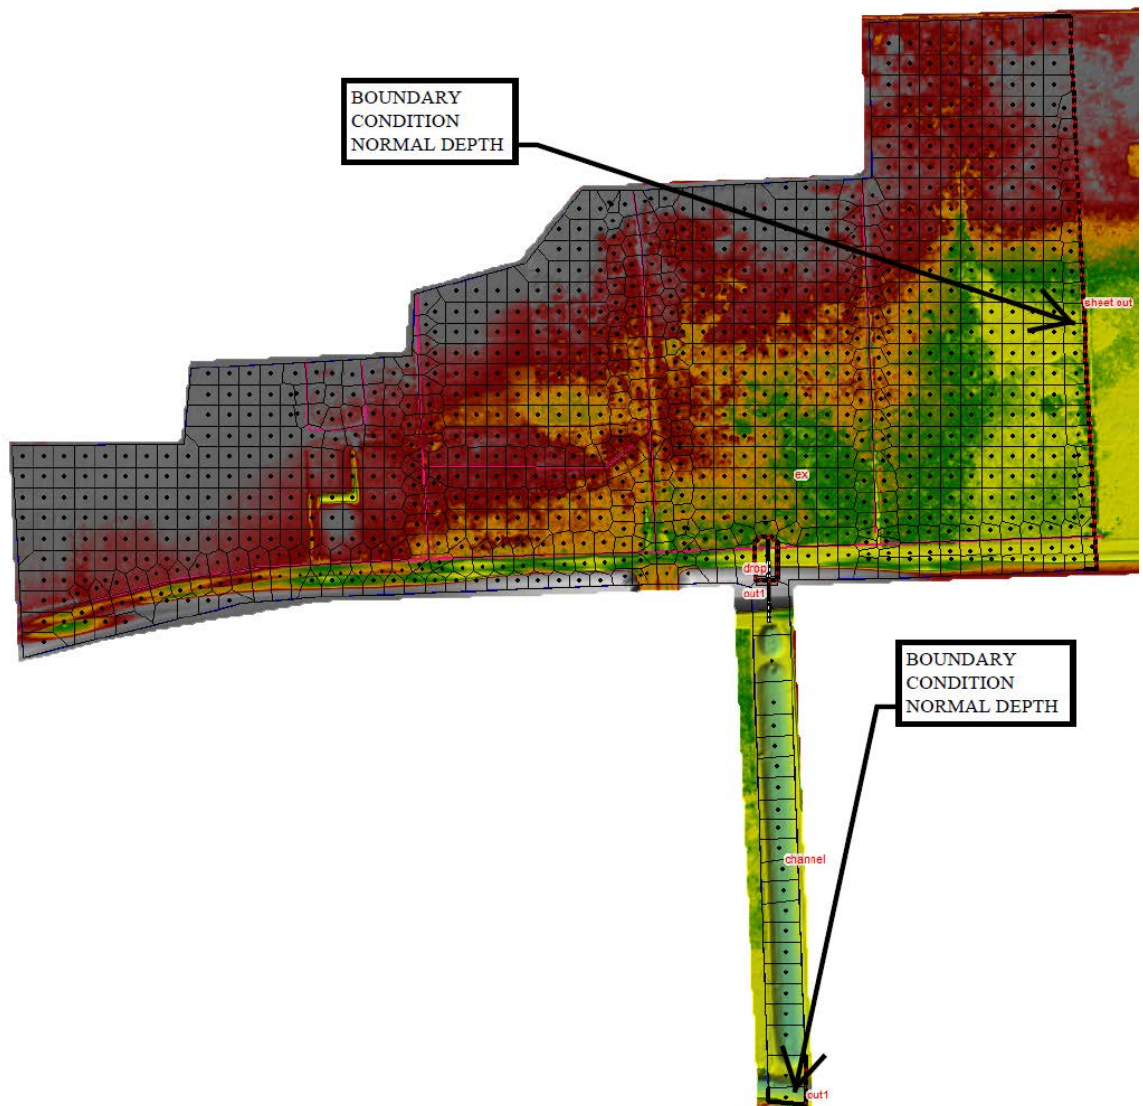 BOUNDARY
CONDITION
NORMAL DEPTH
sheet out
ex
drop
out1
BOUNDARY
CONDITION
NORMAL DEPTH
channel
out1